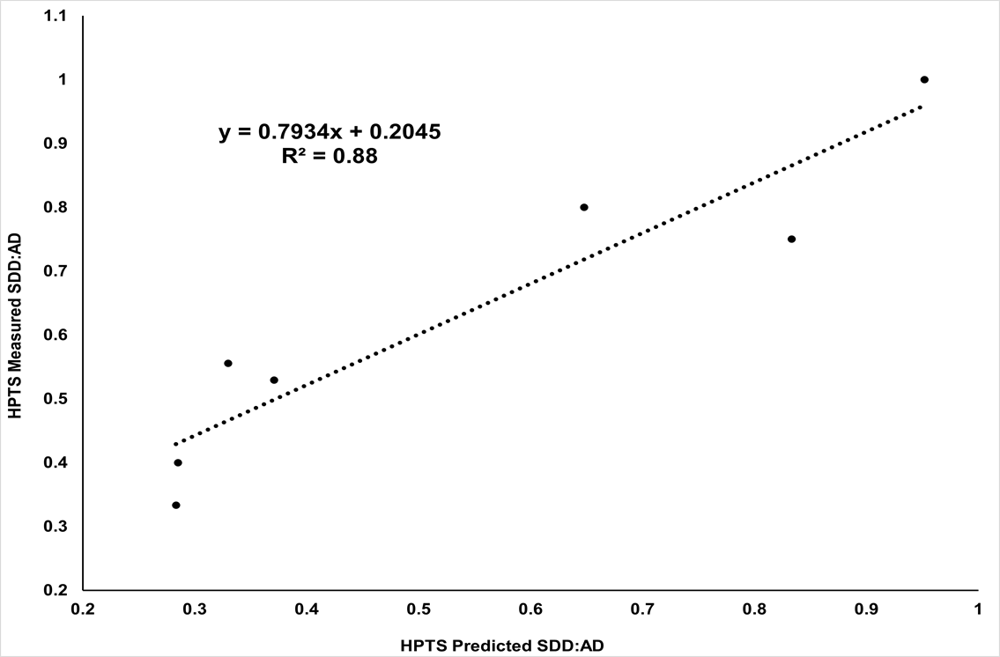 1.1
1
0.9
0.8
0.7
0.6
0.5
0.4
0.3
0.2
y = 0.7934x + 0.2045
R² = 0.88
HPTS Measured SDD:AD
0.2 0.3 0.4 0.5 0.6 0.7 0.8 0.9 1
HPTS Predicted SDD:AD